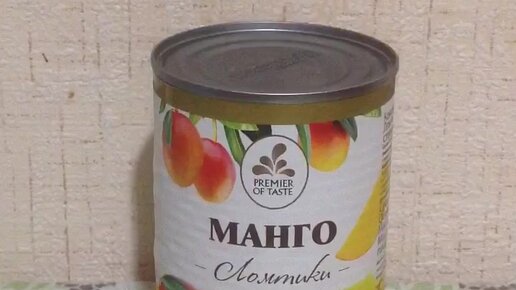 PREMIER
OF TASTE
МАНГО
- Ломтики -